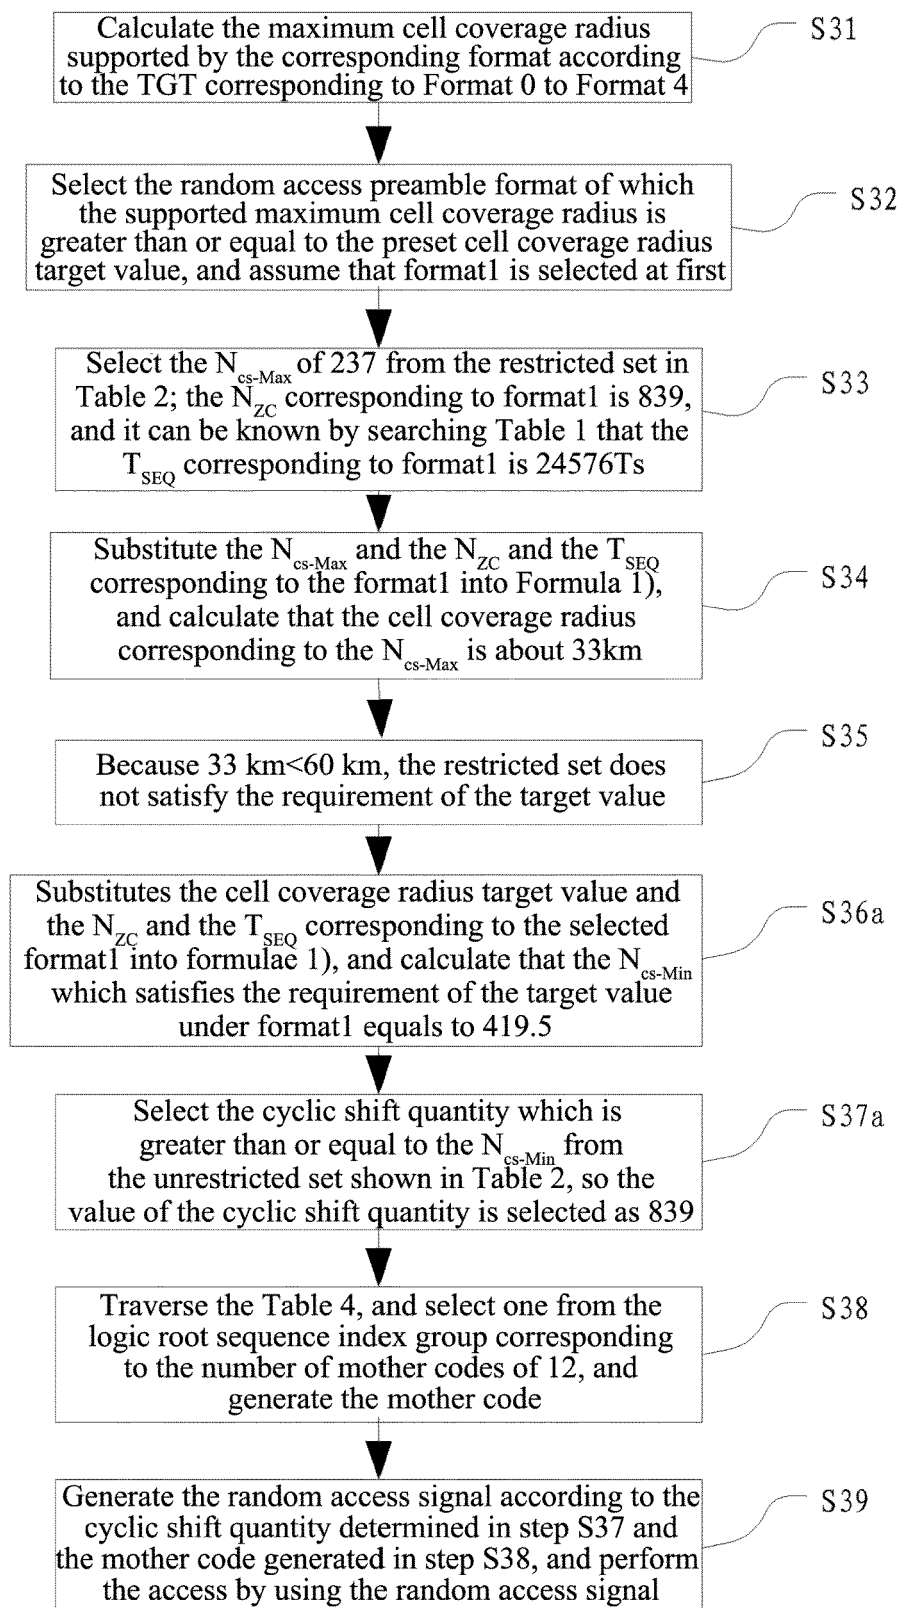 Calculate the maximum cell coverage radius
supported by the corresponding format according
to the TGT corresponding to Format 0 to Format 4
S31
Select the random access preamble format of which
the supported maximum cell coverage radius is
greater than or equal to the preset cell coverage radius
target value, and assume that format1 is selected at first
S32
Select the Ncs-Max of 237 from the restricted set in
Table 2; the NZC corresponding to format1 is 839,
and it can be known by searching Table 1 that the
TSEQ corresponding to format1 is 24576Ts
S33
Substitute the Ncs-Max and the NZC and the TSEQ
corresponding to the format1 into Formula 1),
and calculate that the cell coverage radius
corresponding to the Ncs-Max is about 33km
S34
Because 33 km<60 km, the restricted set does
not satisfy the requirement of the target value
S35
Substitutes the cell coverage radius target value and
the NZC and the TSEQ corresponding to the selected
format1 into formulae 1), and calculate that the Ncs-Min
which satisfies the requirement of the target value
under format1 equals to 419.5
S36a
Select the cyclic shift quantity which is
greater than or equal to the Ncs-Min from
the unrestricted set shown in Table 2, so the
value of the cyclic shift quantity is selected as 839
S37a
Traverse the Table 4, and select one from the
logic root sequence index group corresponding
to the number of mother codes of 12, and
generate the mother code
S38
Generate the random access signal according to the
cyclic shift quantity determined in step S37 and
the mother code generated in step S38, and perform
the access by using the random access signal
S39